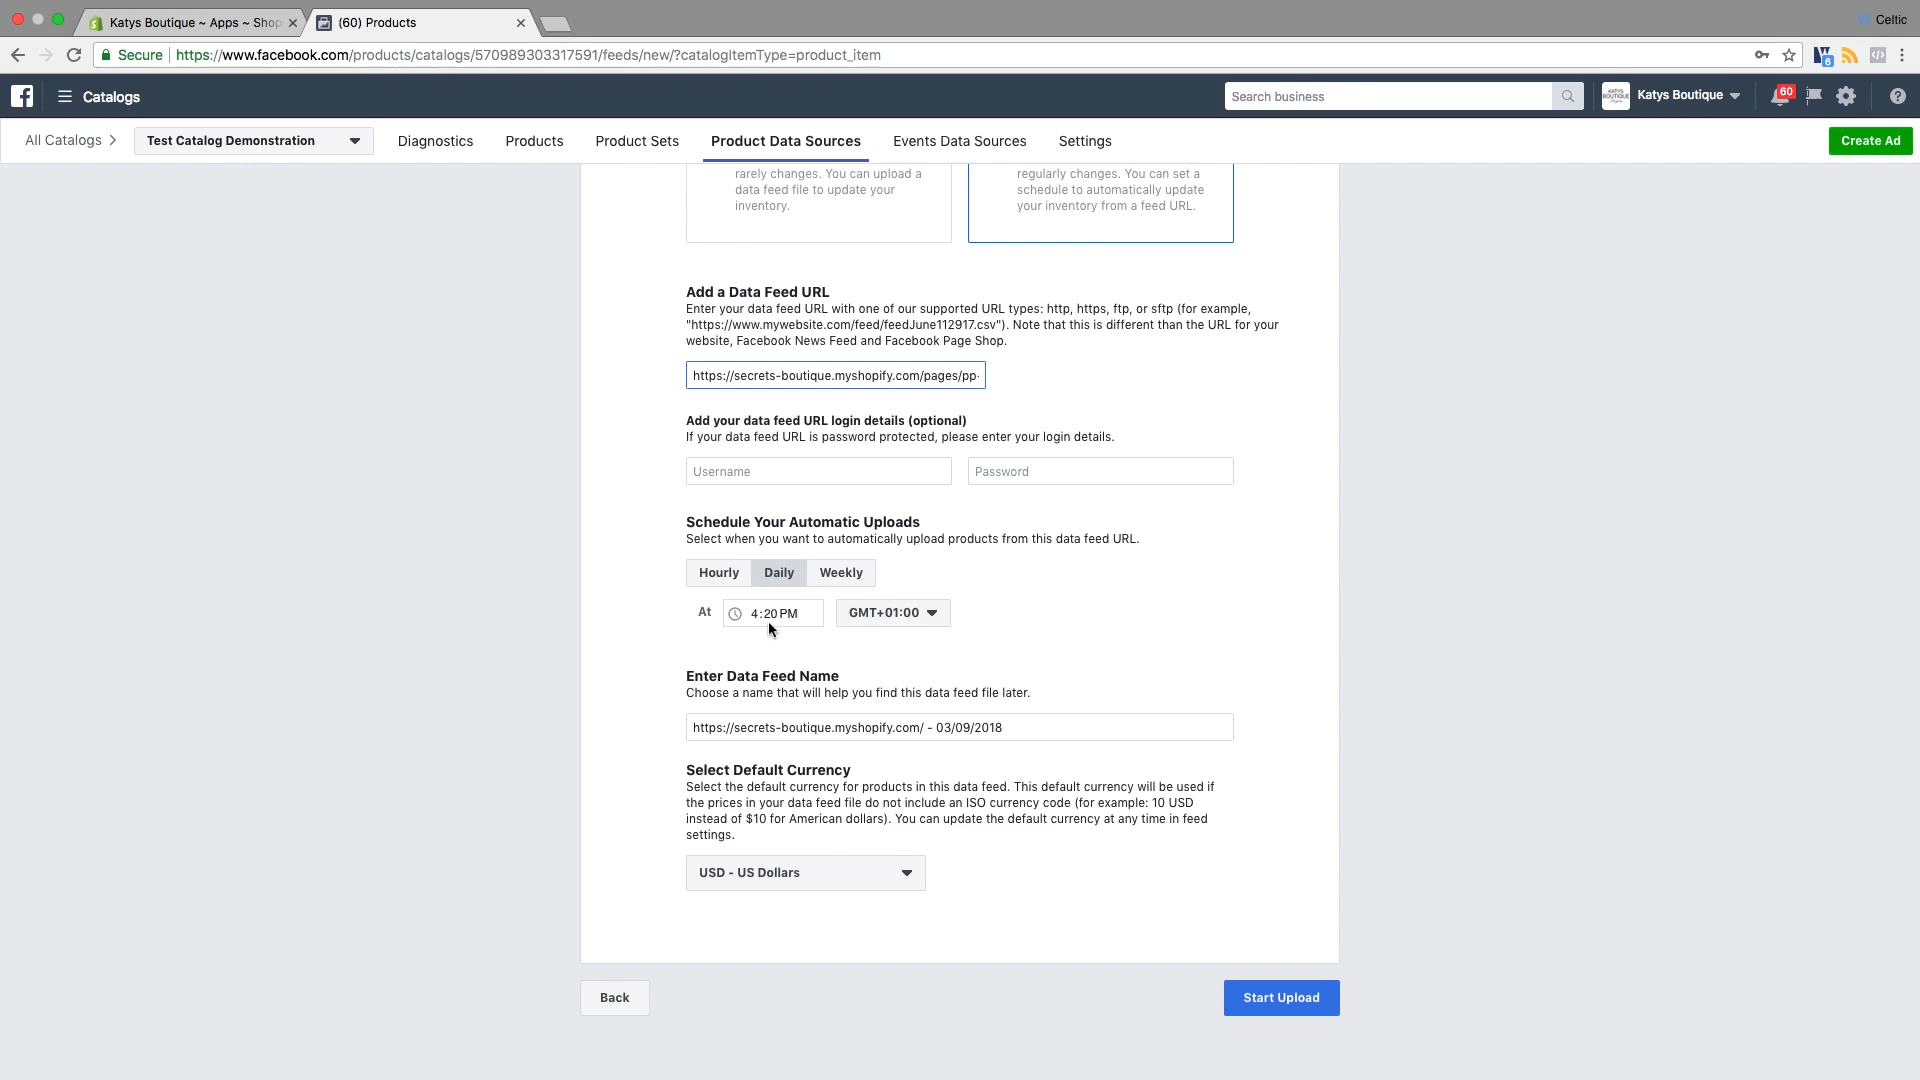 Katys Boutique ~ Apps ~ Shop
(60) Products
Celtic
Secure
https://www.facebook.com/products/catalogs/570989303317591/feeds/new/?catalogItemType=product_item
6
Catalogs
Search business
Katys Boutique
60
All Catalogs
Test Catalog Demonstration
Diagnostics
Products
Product Sets
Product Data Sources
Events Data Sources
Settings
Create Ad
rarely changes. You can upload a
data feed file to update your
inventory.
regularly changes. You can set a
schedule to automatically update
your inventory from a feed URL.
Add a Data Feed URL
Enter your data feed URL with one of our supported URL types: http, https, ftp, or sftp (for example,
"https://www.mywebsite.com/feed/feedJune112917.csv"). Note that this is different than the URL for your
website, Facebook News Feed and Facebook Page Shop.
https://secrets-boutique.myshopify.com/pages/pp-
Add your data feed URL login details (optional)
If your data feed URL is password protected, please enter your login details.
Username
Password
Schedule Your Automatic Uploads
Select when you want to automatically upload products from this data feed URL.
Hourly
Daily
Weekly
At
4:20PM
GMT+01:00
Enter Data Feed Name
Choose a name that will help you find this data feed file later.
https://secrets-boutique.myshopify.com/ - 03/09/2018
Select Default Currency
Select the default currency for products in this data feed. This default currency will be used if
the prices in your data feed file do not include an ISO currency code (for example: 10 USD
instead of $10 for American dollars). You can update the default currency at any time in feed
settings.
USD - US Dollars
Back
Start Upload